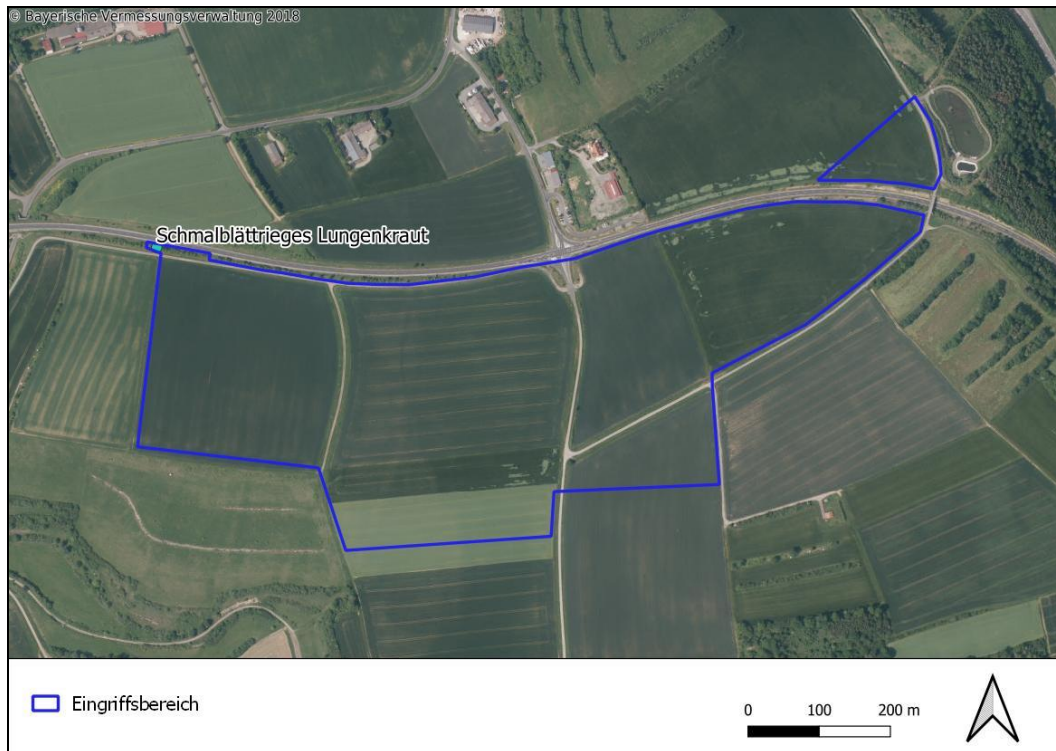 © Bayerische Vermessungsverwaltung 2018
Schmalblättrieges Lungenkraut
Eingriffsbereich
0 100 200 m